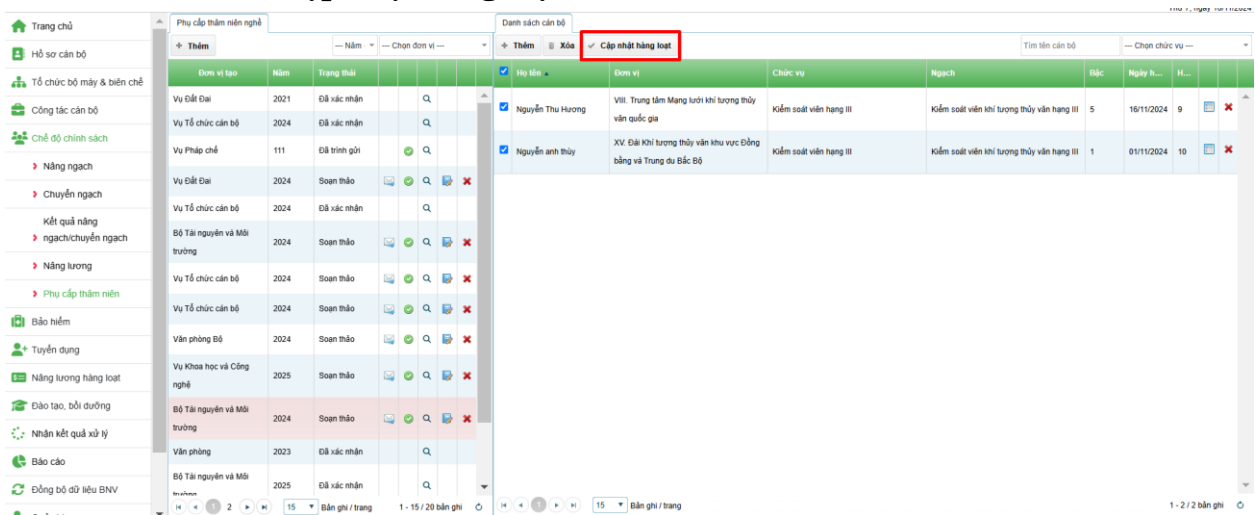 Trang chủ
Hồ sơ cán bộ
Tổ chức bộ máy & biên chế
Công tác cán bộ
Chế độ chính sách
Nâng ngạch
Chuyển ngạch
Kết quả nâng
ngạch/chuyển ngạch
Nâng lương
Phụ cấp thâm niên
Bảo hiểm
Tuyển dụng
Nâng lương hàng loạt
Đào tạo, bồi dưỡng
Nhận kết quả xử lý
Báo cáo
Đồng bộ dữ liệu BNV
Phụ cấp thâm niên nghề
Thêm
--- Năm
--- Chọn đơn vị ---
Đơn vị tạo Năm Trạng thái
Vụ Đất Đai 2021 Đã xác nhận
Vụ Tổ chức cán bộ 2024 Đã xác nhận
Vụ Pháp chế 111 Đã trình gửi
Vụ Đất Đai 2024 Soạn thảo
Vụ Tổ chức cán bộ 2024 Đã xác nhận
Bộ Tài nguyên và Môi
trường 2024 Soạn thảo
Vụ Tổ chức cán bộ 2024 Soạn thảo
Vụ Tổ chức cán bộ 2024 Soạn thảo
Văn phòng Bộ 2024 Soạn thảo
Vụ Khoa học và Công
nghệ 2025 Soạn thảo
Bộ Tài nguyên và Môi
trường 2024 Soạn thảo
Văn phòng 2023 Đã xác nhận
Bộ Tài nguyên và Môi
2025 Đã xác nhận
1 2 15 Bản ghi / trang 1 - 15 / 20 bản ghi
Danh sách cán bộ
Thêm Xóa Cập nhật hàng loạt Tìm tên cán bộ --- Chọn chức vụ ---
Họ tên Đơn vị Chức vụ Ngạch Bậc Ngày h... H...
Nguyễn Thu Hương VIII. Trung tâm Mạng lưới khí tượng thủy
văn quốc gia Kiểm soát viên hạng III Kiểm soát viên khí tượng thủy văn hạng III 5 16/11/2024 9
Nguyễn anh thùy XV. Đài Khí tượng thủy văn khu vực Đồng
bằng và Trung du Bắc Bộ Kiểm soát viên hạng III Kiểm soát viên khí tượng thủy văn hạng III 1 01/11/2024 10
1 15 Bản ghi / trang 1 - 2 / 2 bản ghi